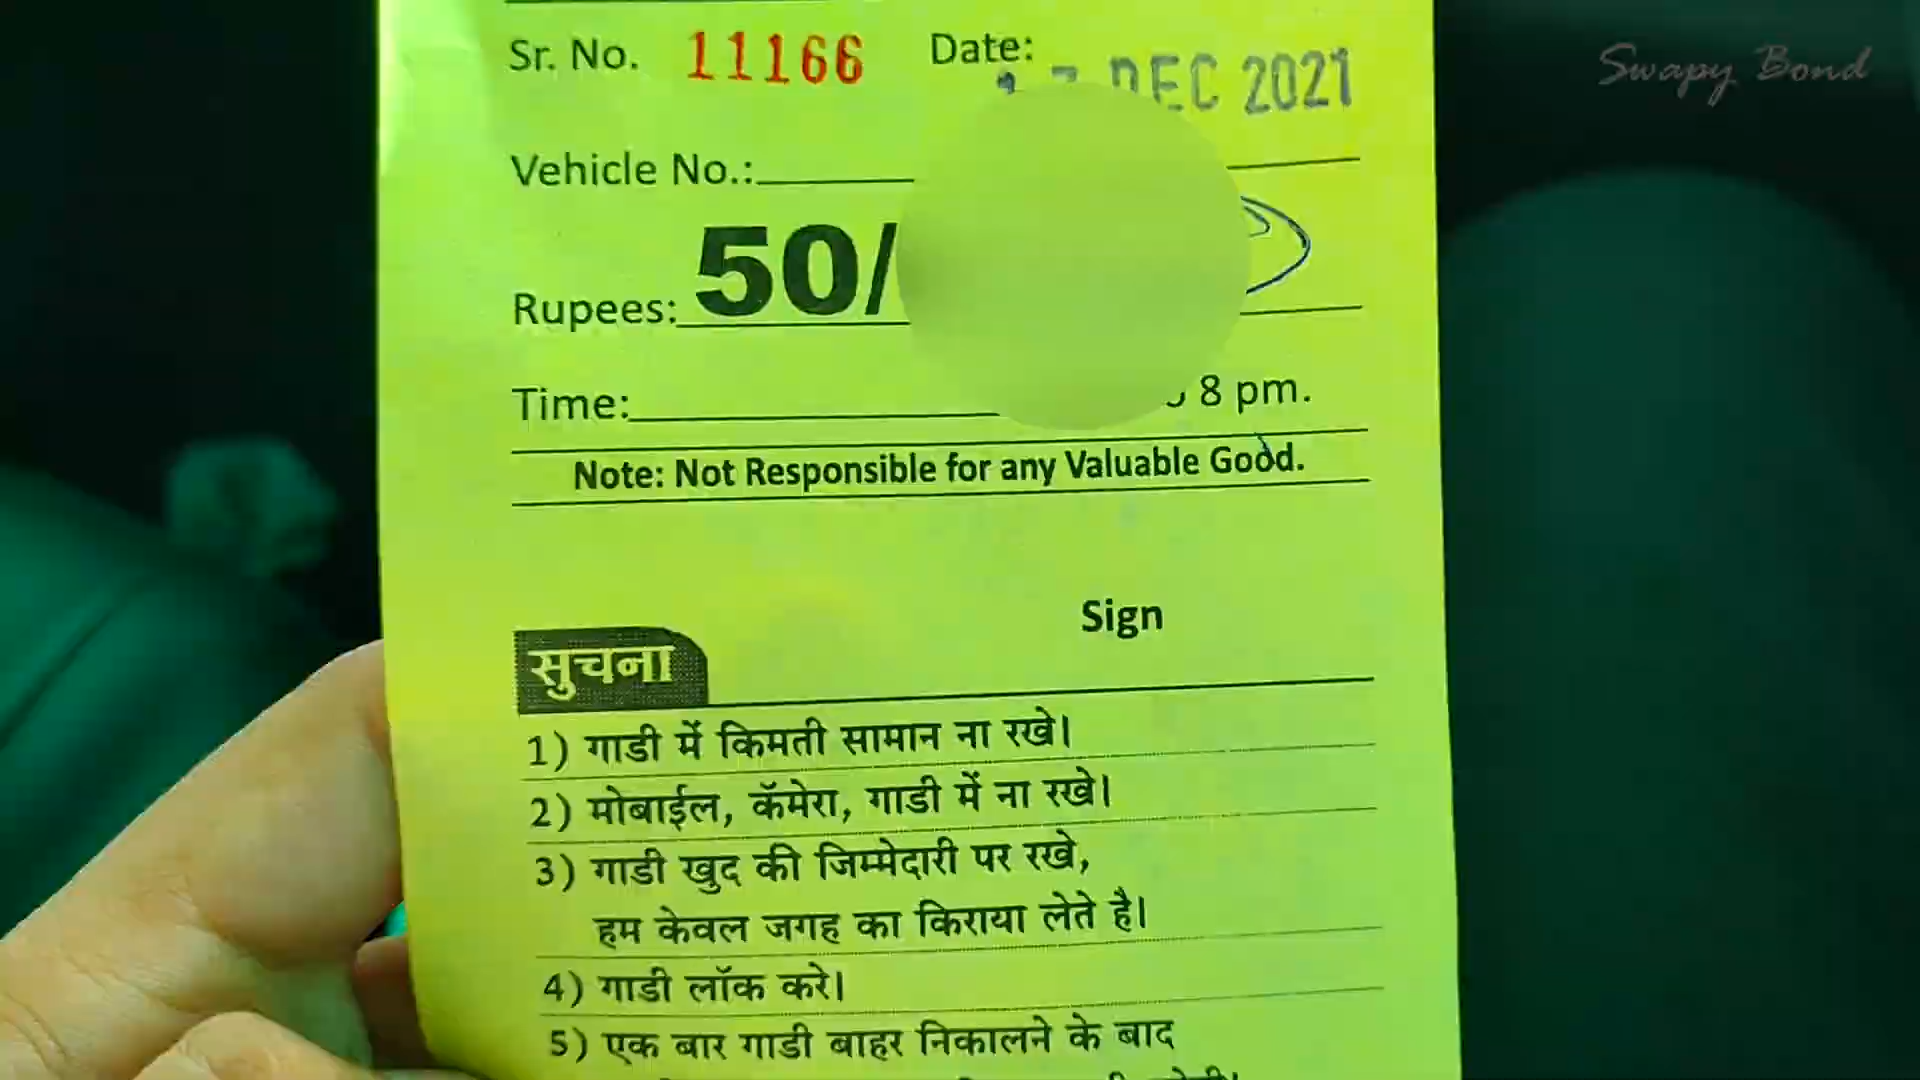 Sr. No. 11166 Date: DEC 2021
Swapy Bond
Vehicle No.:
Rupees: 50/
Time: 8 pm.
Note: Not Responsible for any Valuable Good.
Sign
सुचना
1) गाडी में किमती सामान ना रखे।
2) मोबाईल, कॅमेरा, गाडी में ना रखे।
3) गाडी खुद की जिम्मेदारी पर रखे,
हम केवल जगह का किराया लेते है।
4) गाडी लॉक करे।
5) एक बार गाडी बाहर निकालने के बाद